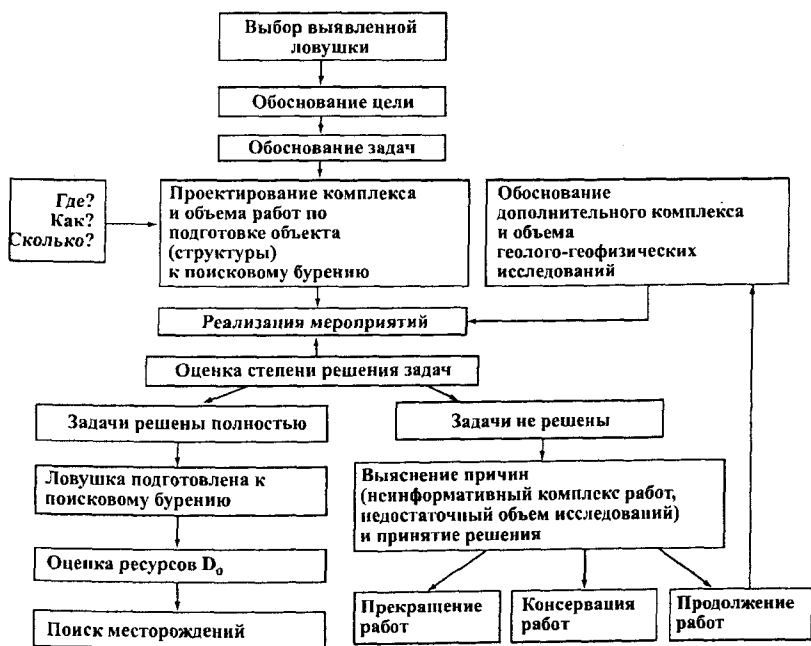 Выбор выявленной
ловушки
Обоснование цели
Обоснование задач
Где?
Как?
Сколько?
Проектирование комплекса
и объема работ по
подготовке объекта
(структуры)
к поисковому бурению
Обоснование
дополнительного комплекса
и объема
геолого-геофизических
исследований
Реализация мероприятий
Оценка степени решения задач
Задачи решены полностью
Задачи не решены
Ловушка подготовлена к
поисковому бурению
Выяснение причин
(неинформативный комплекс работ,
недостаточный объем исследований)
и принятие решения
Оценка ресурсов D₀
Поиск месторождений
Прекращение
работ
Консервация
работ
Продолжение
работ